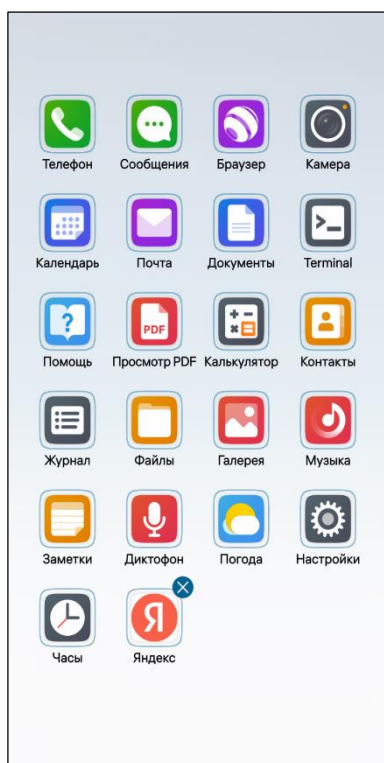 Телефон Сообщения Браузер Камера
Календарь Почта Документы Terminal
? PDF
Помощь Просмотр PDF Калькулятор Контакты
Журнал Файлы Галерея Музыка
Заметки Диктофон Погода Настройки
Я
Часы Яндекс